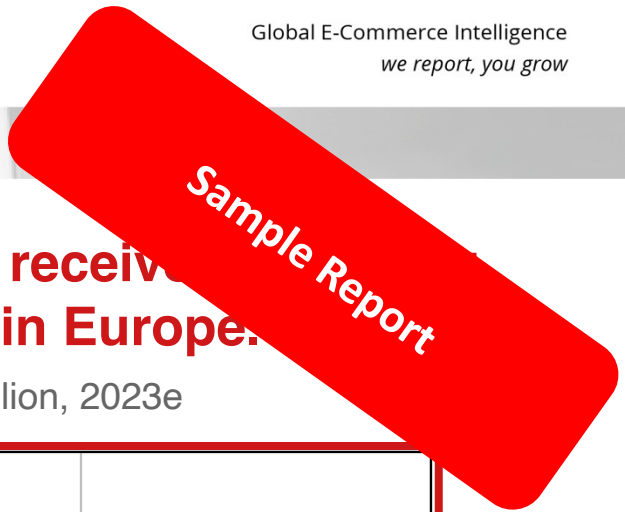 Global E-Commerce Intelligence
we report, you grow
Sample Report
in Europe.
lion, 2023e